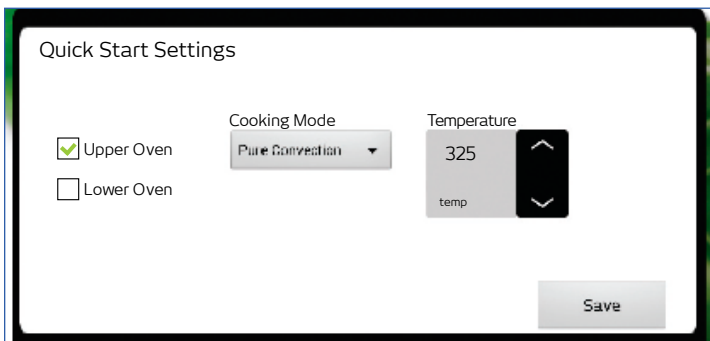 Quick Start Settings
Cooking Mode
Temperature
Upper Oven
Pure Convection
325
Lower Oven
temp
Save